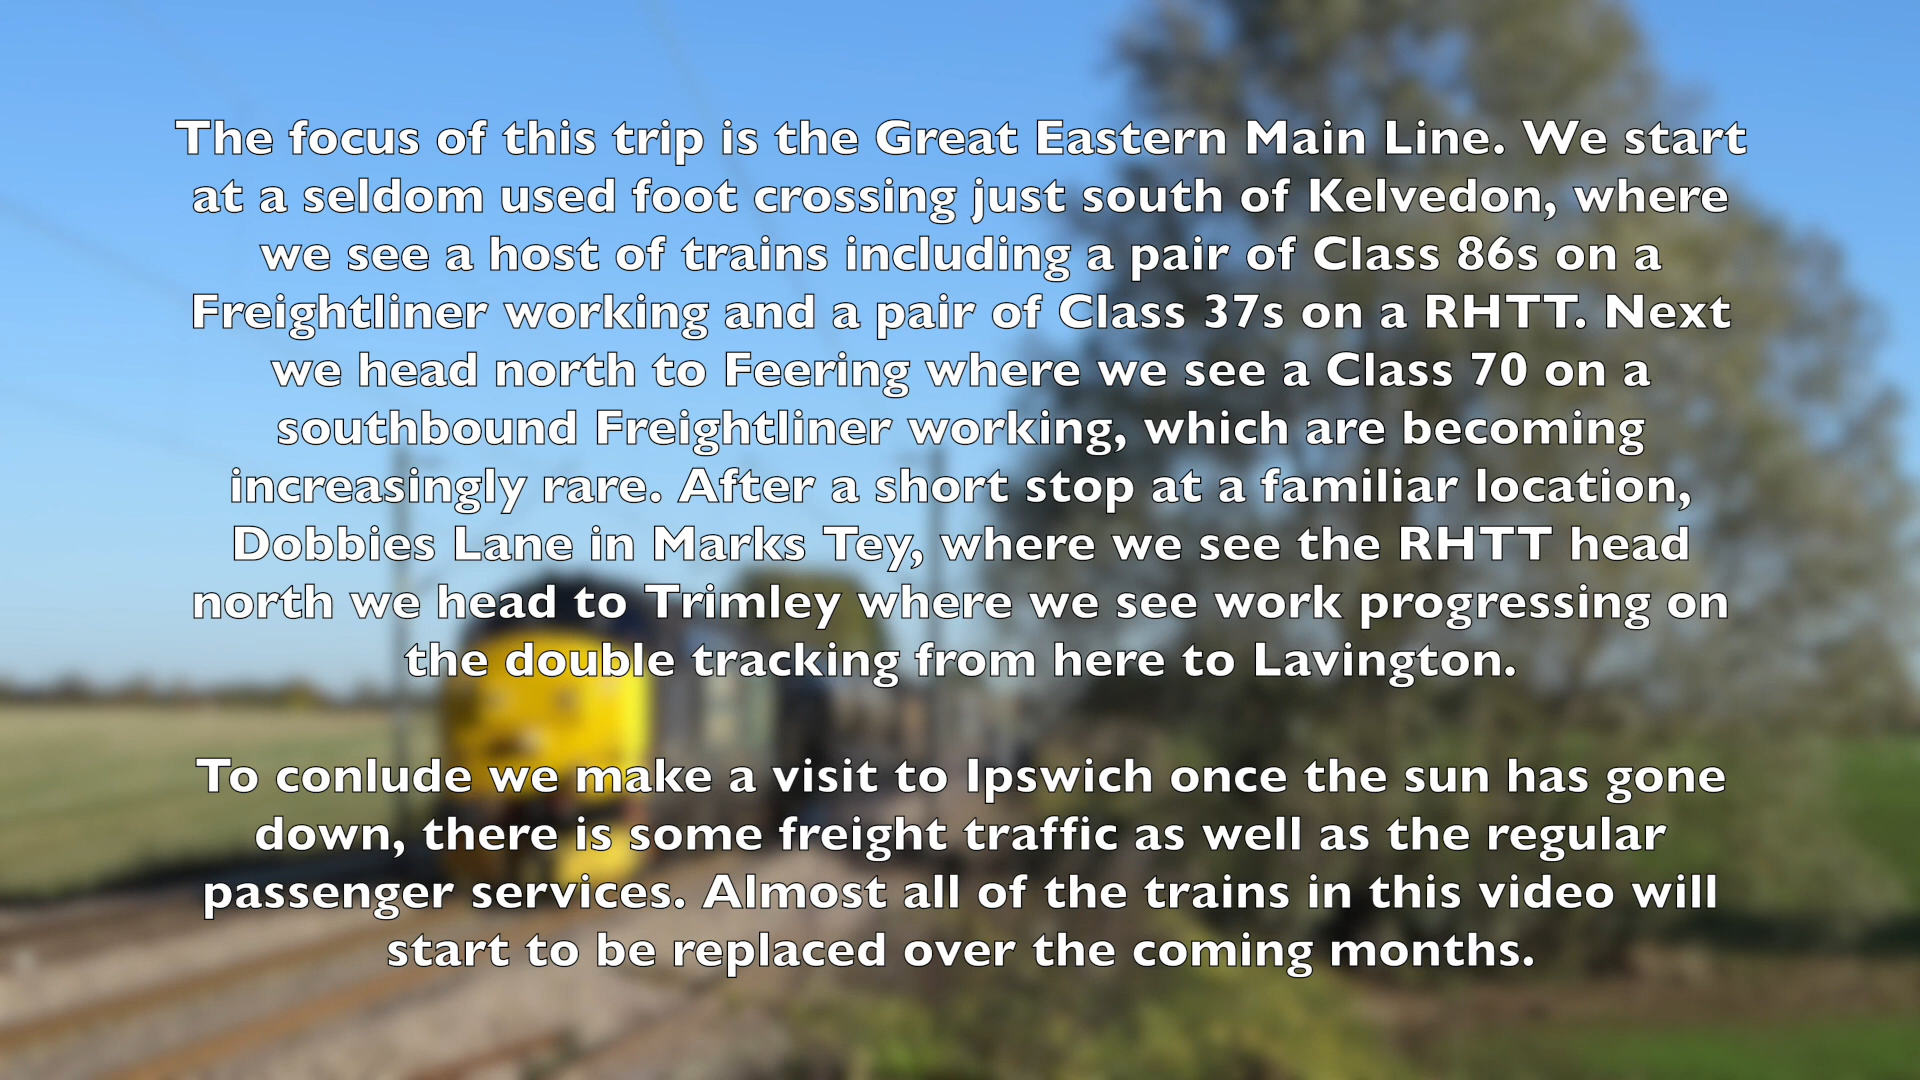 The focus of this trip is the Great Eastern Main Line. We start
at a seldom used foot crossing just south of Kelvedon, where
we see a host of trains including a pair of Class 86s on a
Freightliner working and a pair of Class 37s on a RHTT. Next
we head north to Feering where we see a Class 70 on a
southbound Freightliner working, which are becoming
increasingly rare. After a short stop at a familiar location,
Dobbies Lane in Marks Tey, where we see the RHTT head
north we head to Trimley where we see work progressing on
the double tracking from here to Lavington.
To conlude we make a visit to Ipswich once the sun has gone
down, there is some freight traffic as well as the regular
passenger services. Almost all of the trains in this video will
start to be replaced over the coming months.